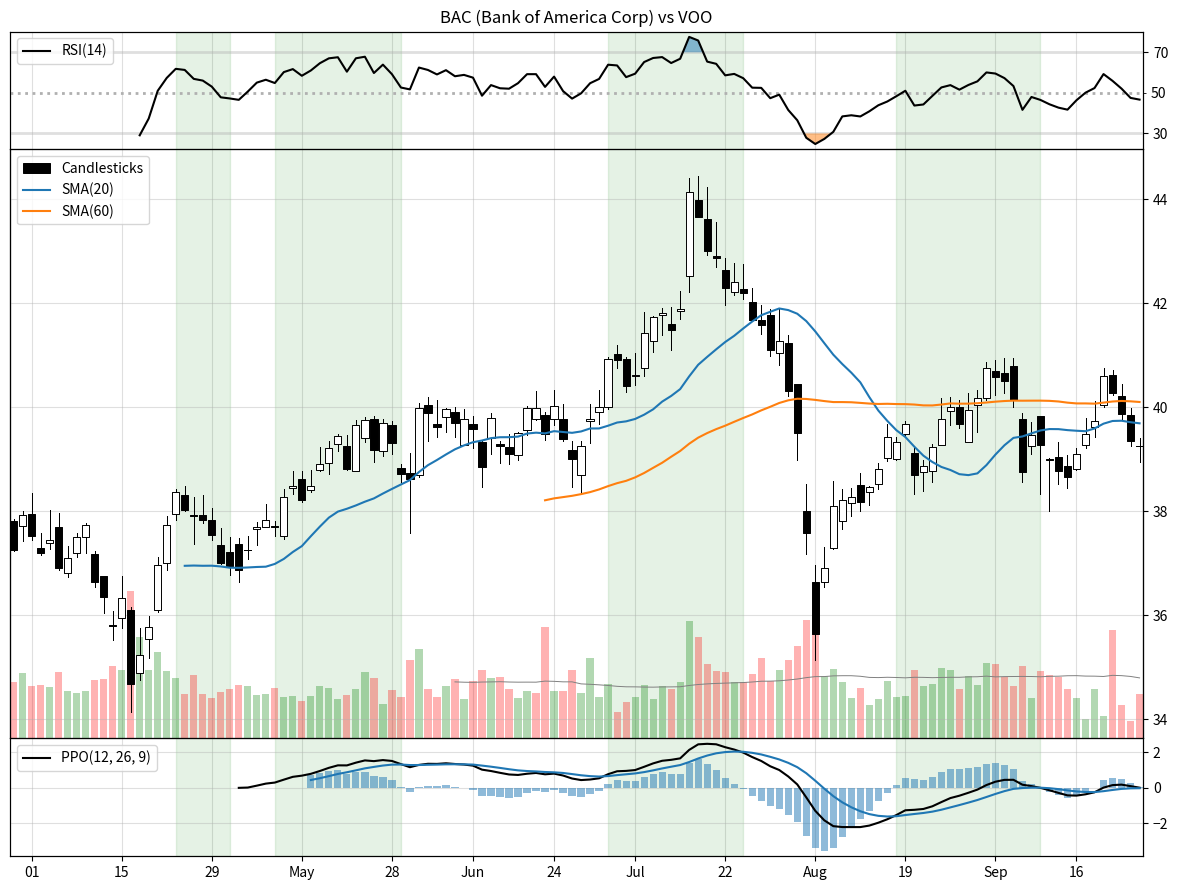 BAC (Bank of America Corp) vs VOO
RSI(14)
70
50
30
Candlesticks
SMA(20)
SMA(60)
44
42
40
38
36
34
PPO(12, 26, 9)
2
0
−2
01 15 29 May 28 Jun 24 Jul 22 Aug 19 Sep 16